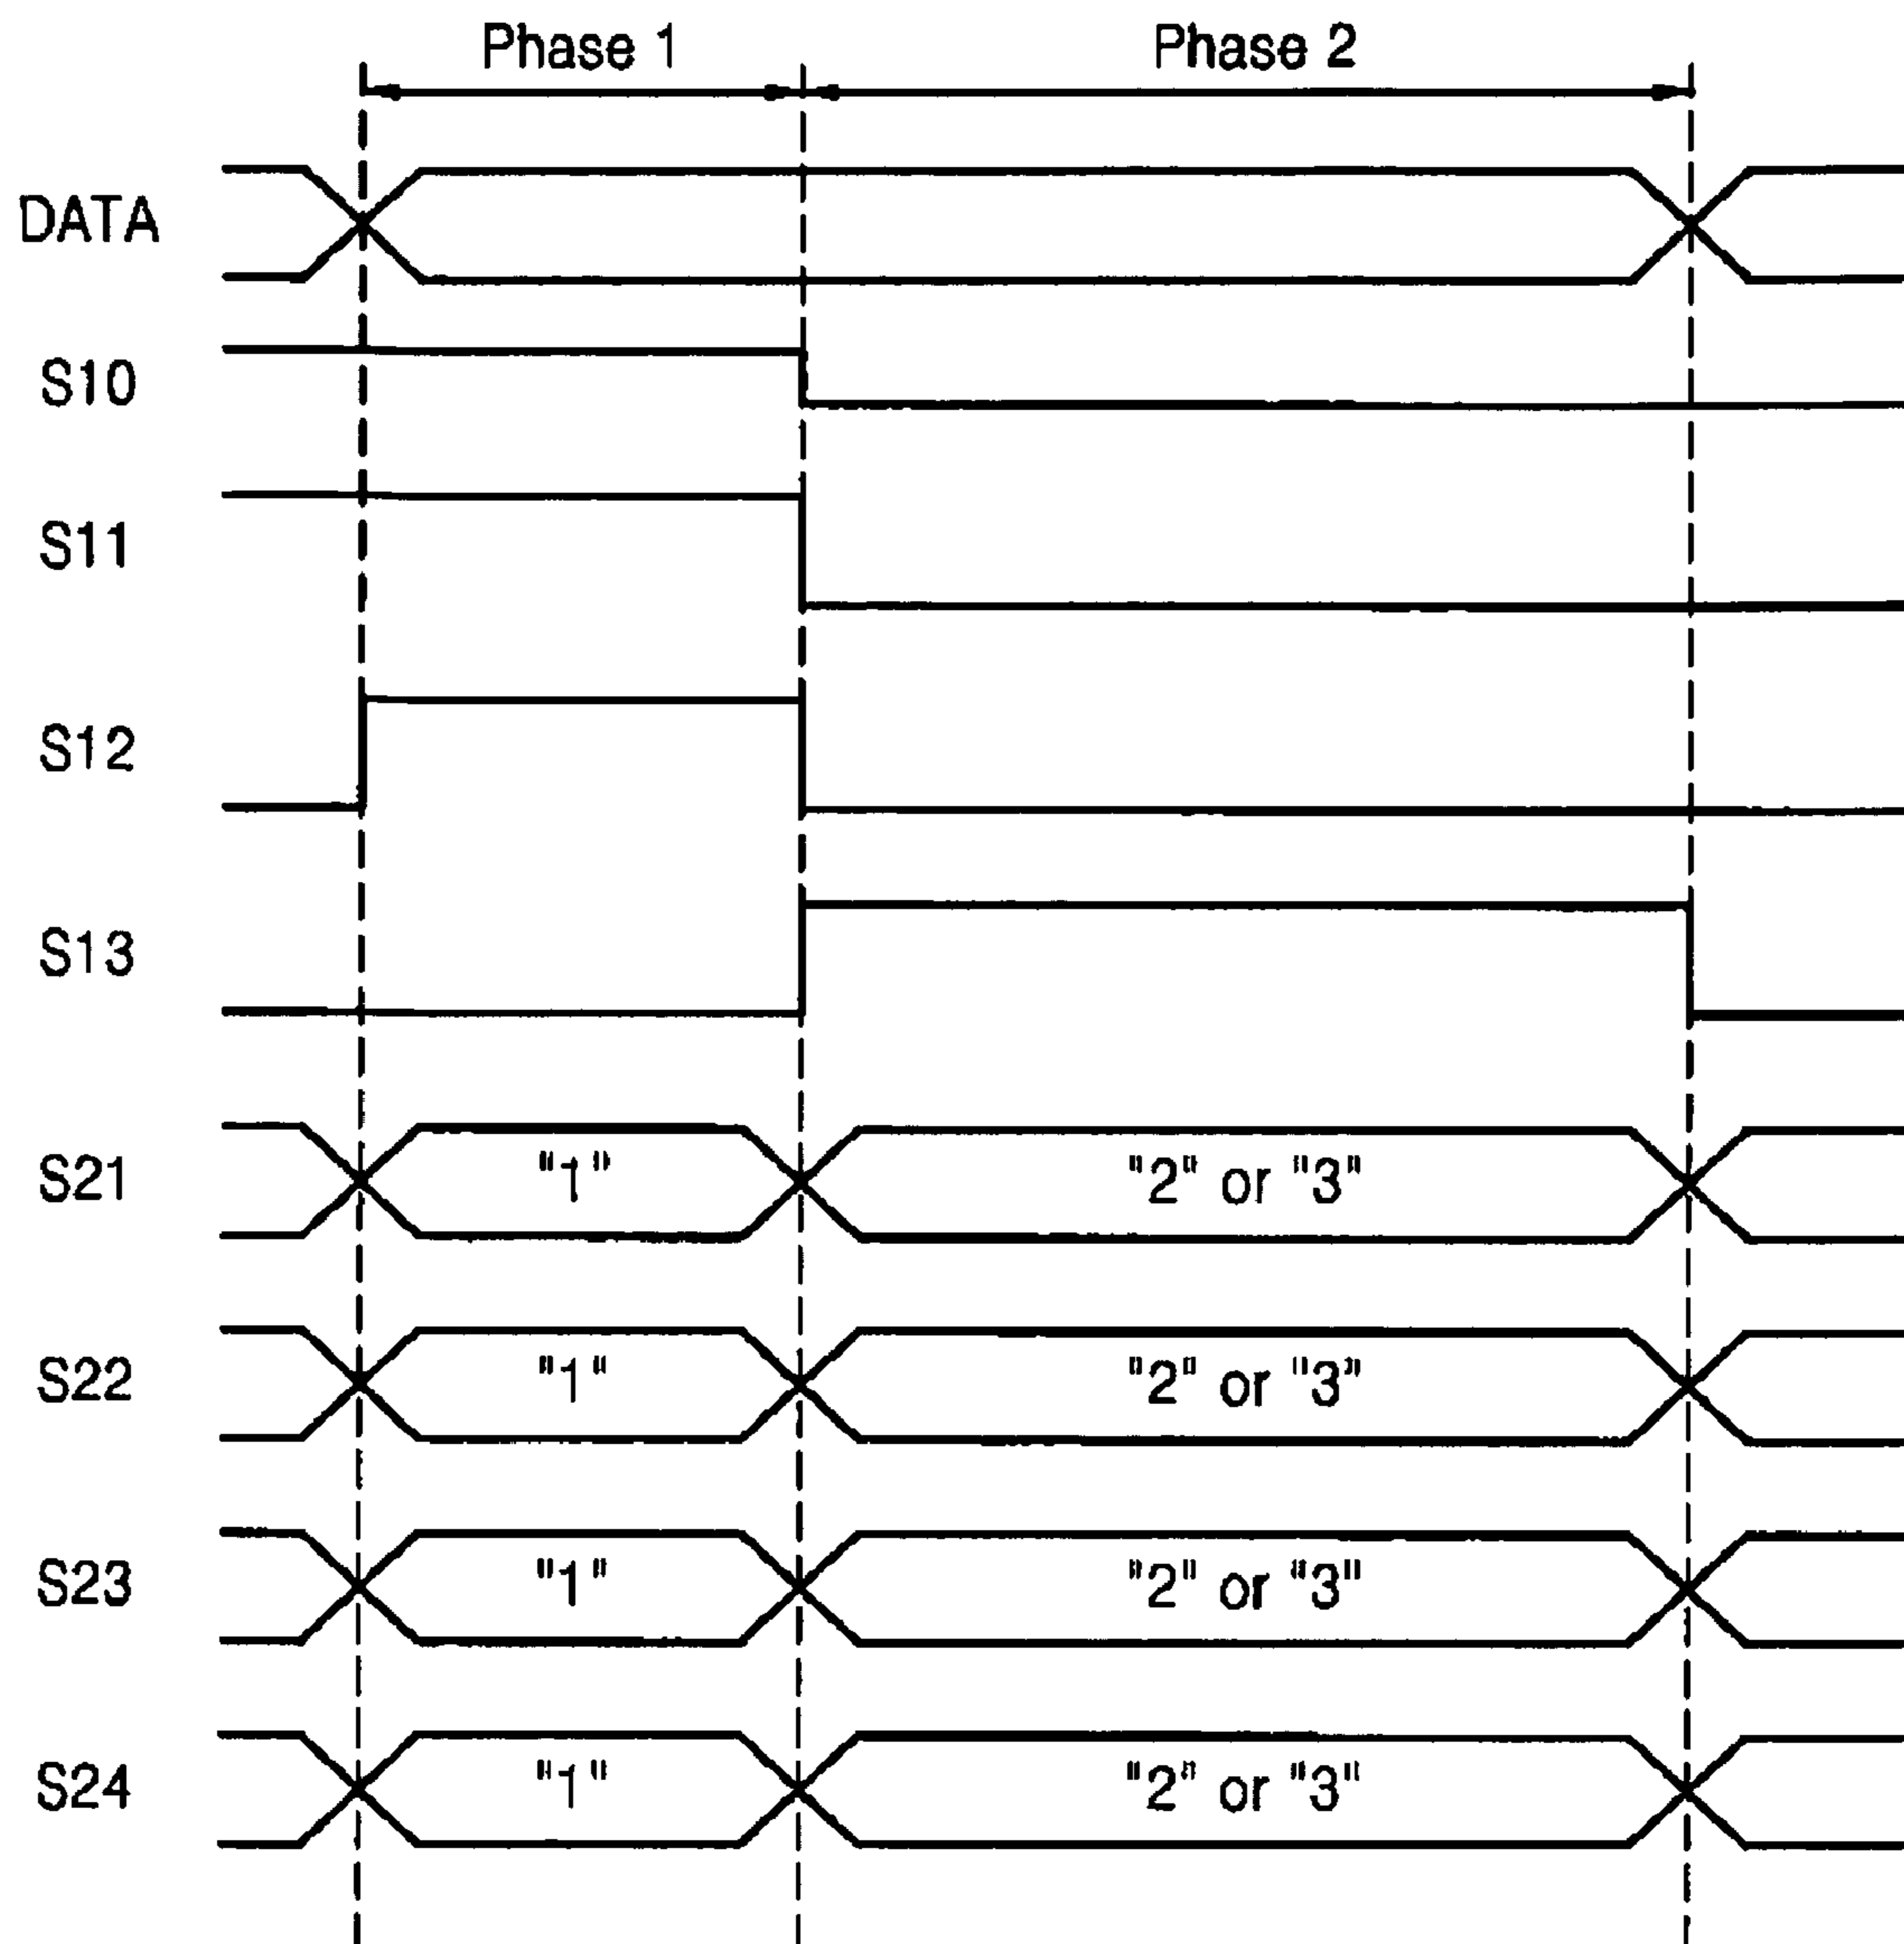 Phase 1 Phase 2
DATA
S10
S11
S12
S13
S21 "1" "2" or "3"
S22 "1" "2" or "3"
S23 "1" "2" or "3"
S24 "1" "2" or "3"